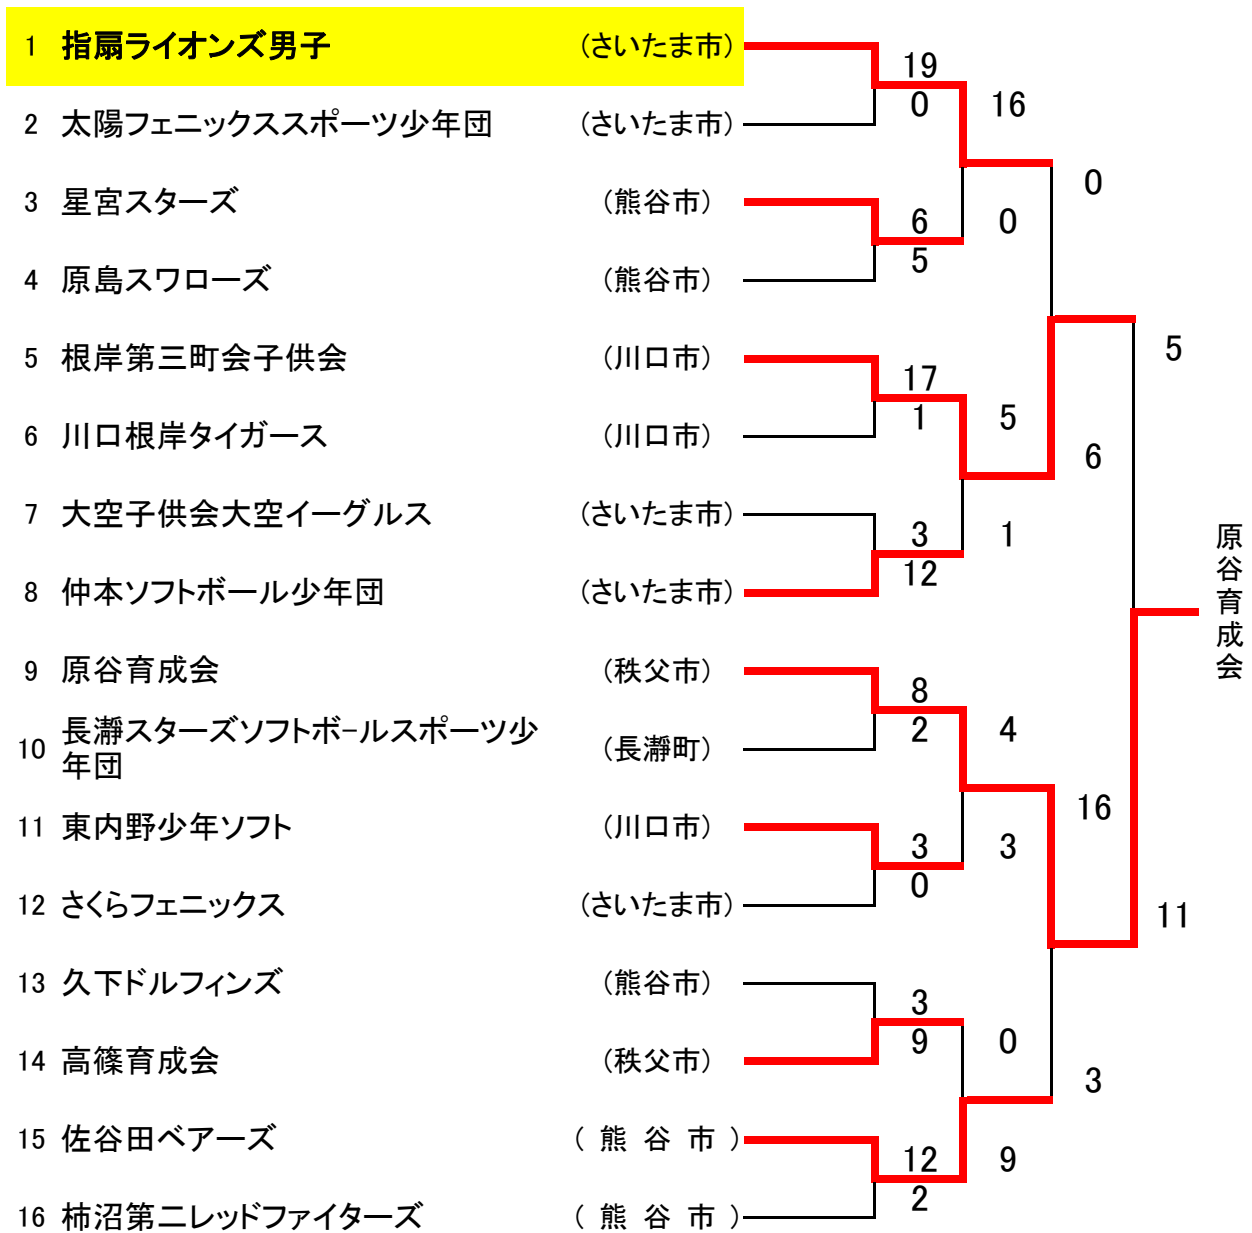 1 指扇ライオンズ男子 (さいたま市)
19
0
16
2 太陽フェニックススポーツ少年団 (さいたま市)
0
3 星宮スターズ (熊谷市)
6
5
0
4 原島スワローズ (熊谷市)
5
5 根岸第三町会子供会 (川口市)
17
1
5
6 川口根岸タイガース (川口市)
6
7 大空子供会大空イーグルス (さいたま市)
3
12
1
8 仲本ソフトボール少年団 (さいたま市)
原谷育成会
9 原谷育成会 (秩父市)
8
2
4
10 長瀞スターズソフトボールスポーツ少
年団 (長瀞町)
16
11 東内野少年ソフト (川口市)
3
0
3
12 さくらフェニックス (さいたま市)
11
13 久下ドルフィンズ (熊谷市)
3
9
0
14 高篠育成会 (秩父市)
3
15 佐谷田ベアーズ ( 熊 谷 市 )
12
2
9
16 柿沼第二レッドファイターズ ( 熊 谷 市 )